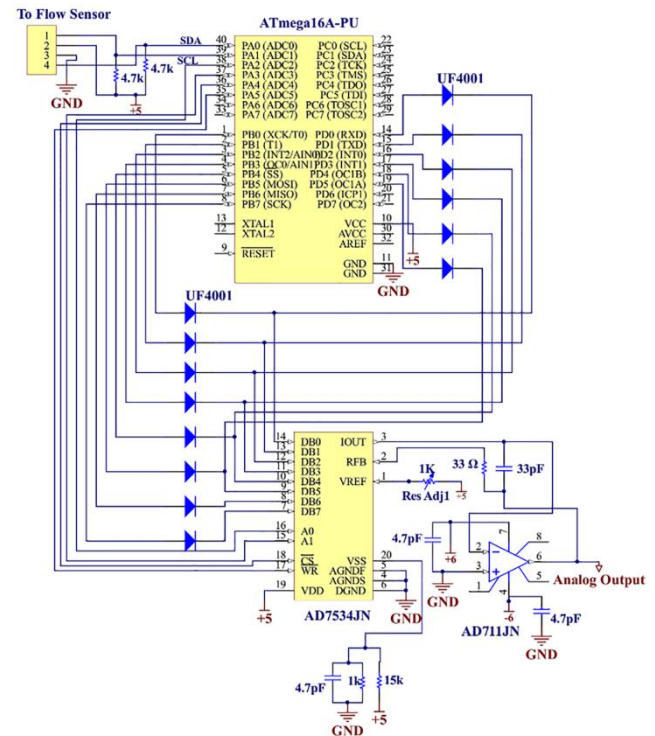 To Flow Sensor
1
2
3
4
SDA
SCL
4.7k
4.7k
+5
GND
ATmega16A-PU
40 PA0 (ADC0) PC0 (SCL) 22
39 PA1 (ADC1) PC1 (SDA) 23
38 PA2 (ADC2) PC2 (TCK) 24
37 PA3 (ADC3) PC3 (TMS) 25
36 PA4 (ADC4) PC4 (TDO) 26
35 PA5 (ADC5) PC5 (TDI) 27
34 PA6 (ADC6) PC6 (TOSC1) 28
33 PA7 (ADC7) PC7 (TOSC2) 29
1 PB0 (XCK/T0) PD0 (RXD) 14
2 PB1 (T1) PD1 (TXD) 15
3 PB2 (INT2/AIN0) PD2 (INT0) 16
4 PB3 (OC0/AIN1) PD3 (INT1) 17
5 PB4 (SS) PD4 (OC1B) 18
6 PB5 (MOSI) PD5 (OC1A) 19
7 PB6 (MISO) PD6 (ICP1) 20
8 PB7 (SCK) PD7 (OC2) 21
13 XTAL1 VCC 10
12 XTAL2 AVCC 30
AREF 32
9 RESET
GND 11
GND 31
+5
GND
UF4001
UF4001
14 DB0 IOUT 3
13 DB1
12 DB2 RFB 2
11 DB3
10 DB4 VREF 1
9 DB5
8 DB6
7 DB7
16 A0
15 A1
18 CS VSS 20
17 WR AGNDF 5
AGNDS 4
19 VDD DGND 6
+5
AD7534JN
GND
33 Ω
33pF
1K
Res Adj1
+5
4.7pF
+6
GND
7
8
2
6
3
5
1
4
-6
Analog Output
AD711JN
4.7pF
GND
4.7pF
1k
15k
GND
+5